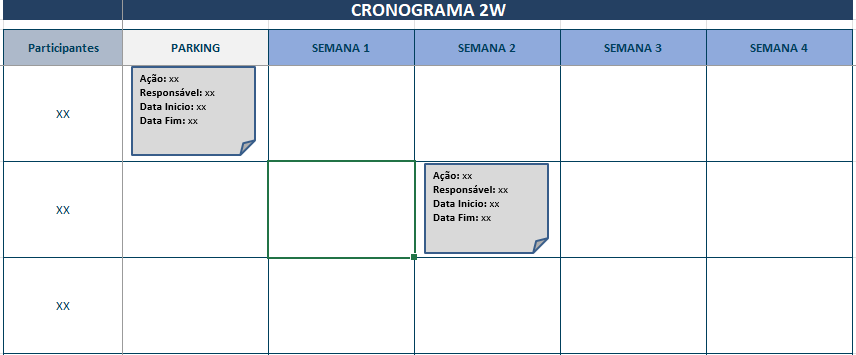 CRONOGRAMA 2W
Participantes PARKING SEMANA 1 SEMANA 2 SEMANA 3 SEMANA 4
XX
Ação: xx
Responsável: xx
Data Inicio: xx
Data Fim: xx
XX
Ação: xx
Responsável: xx
Data Inicio: xx
Data Fim: xx
XX